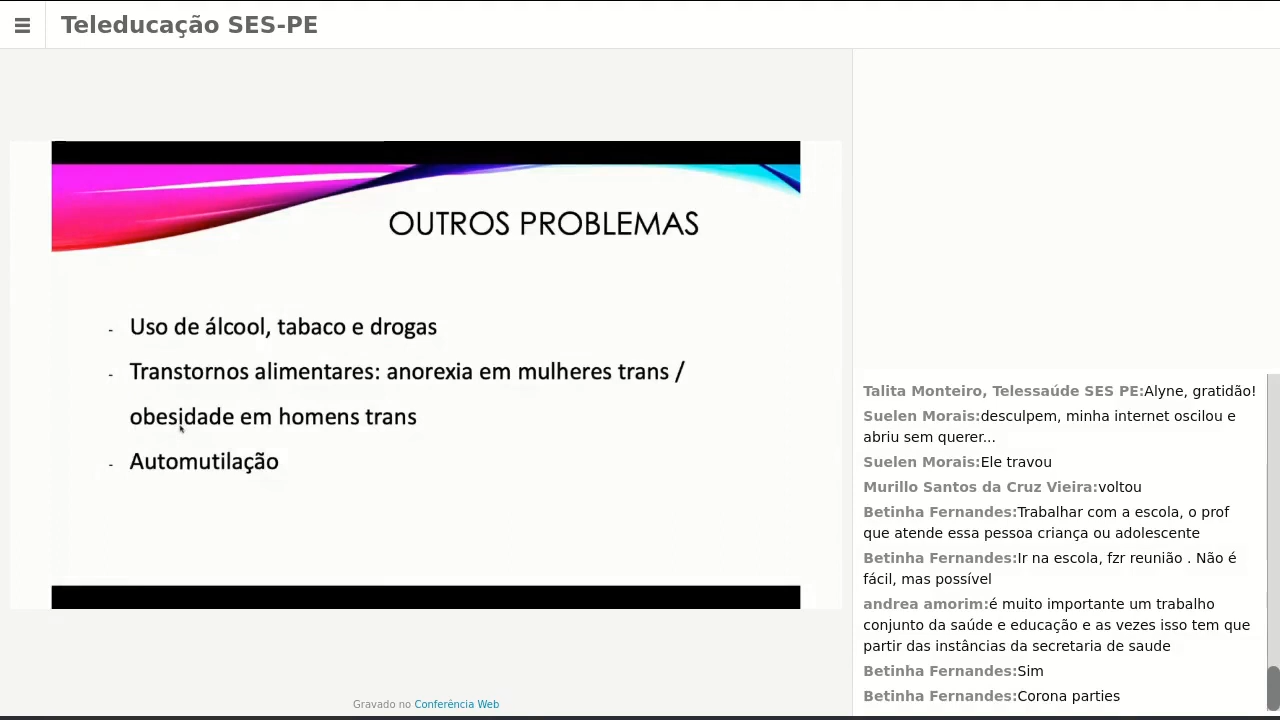 Teleducação SES-PE
OUTROS PROBLEMAS
- Uso de álcool, tabaco e drogas
- Transtornos alimentares: anorexia em mulheres trans /
obesidade em homens trans
- Automutilação
Gravado no Conferência Web
Talita Monteiro, Telessaúde SES PE:Alyne, gratidão!
Suelen Morais:desculpem, minha internet oscilou e
abriu sem querer...
Suelen Morais:Ele travou
Murillo Santos da Cruz Vieira:voltou
Betinha Fernandes:Trabalhar com a escola, o prof
que atende essa pessoa criança ou adolescente
Betinha Fernandes:Ir na escola, fzr reunião . Não é
fácil, mas possível
andrea amorim:é muito importante um trabalho
conjunto da saúde e educação e as vezes isso tem que
partir das instâncias da secretaria de saude
Betinha Fernandes:Sim
Betinha Fernandes:Corona parties